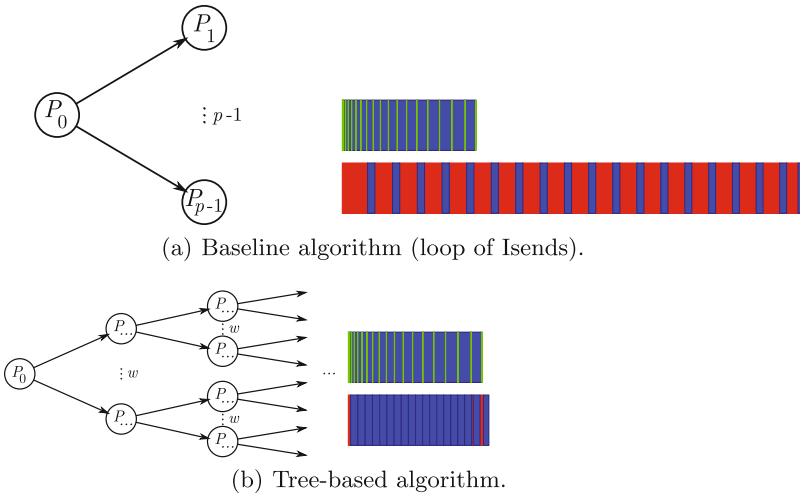 P1
P0
⋮ p-1
Pp-1
(a) Baseline algorithm (loop of Isends).
P...
P...
⋮ w
P...
P0
⋮ w
...
P...
P...
⋮ w
P...
(b) Tree-based algorithm.